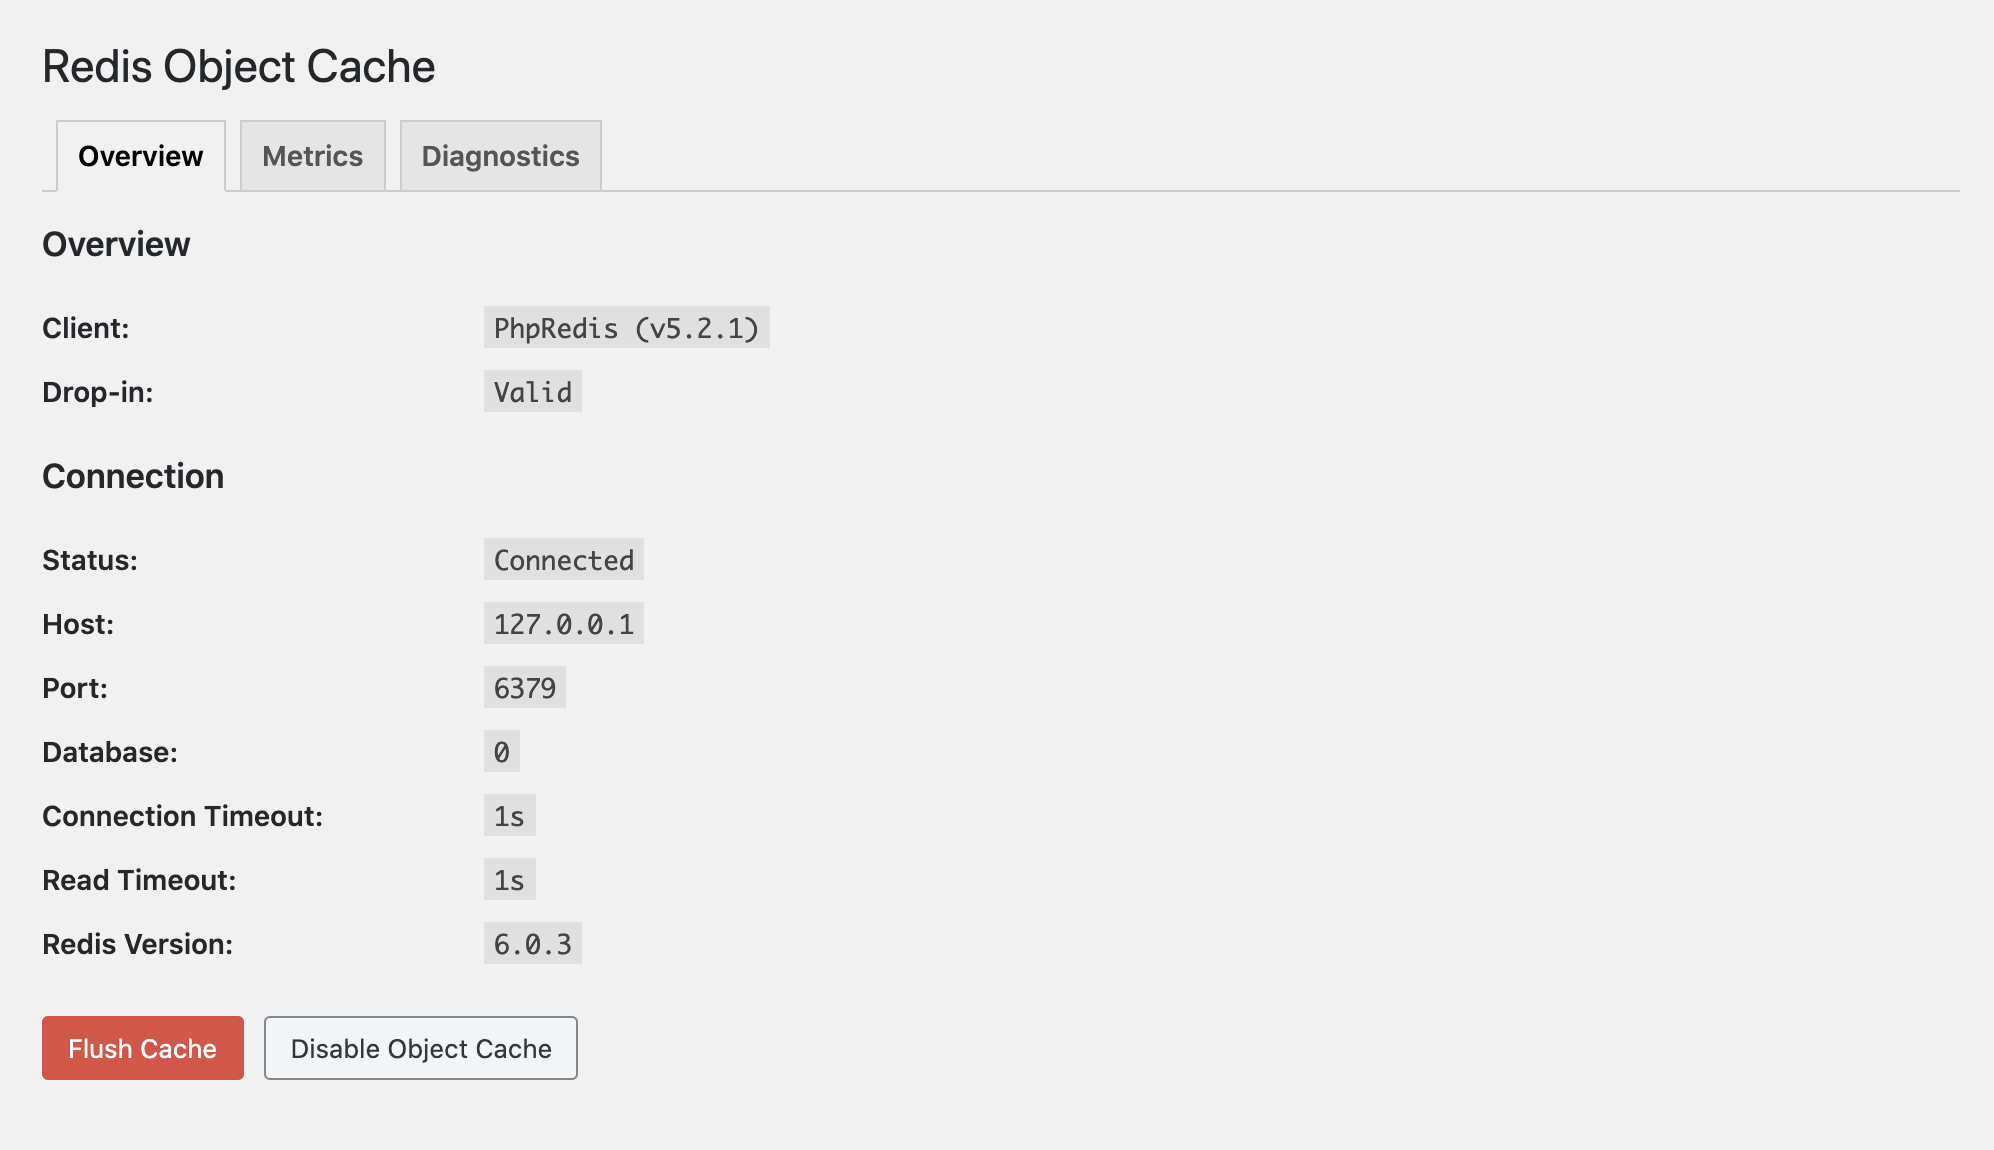 Redis Object Cache
Overview Metrics Diagnostics
Overview
Client: PhpRedis (v5.2.1)
Drop-in: Valid
Connection
Status: Connected
Host: 127.0.0.1
Port: 6379
Database: 0
Connection Timeout: 1s
Read Timeout: 1s
Redis Version: 6.0.3
Flush Cache Disable Object Cache